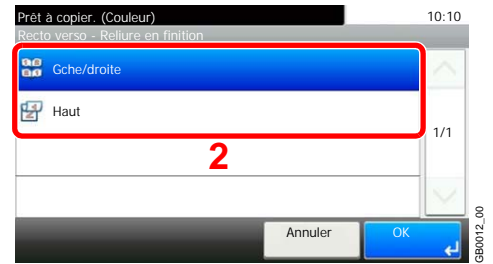 Prêt à copier. (Couleur) 10:10
Recto verso - Reliure en finition
Gche/droite
Haut
1/1
2
Annuler OK
GB0012_00